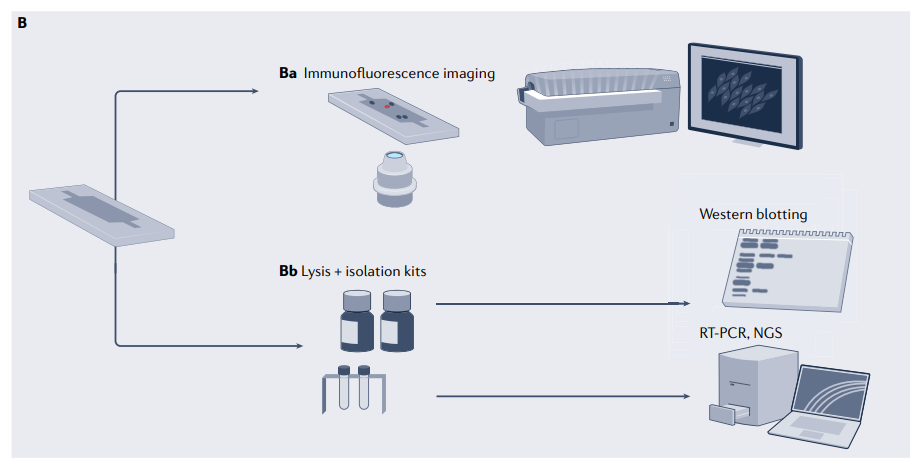 B
Ba Immunofluorescence imaging
Bb Lysis + isolation kits
Western blotting
RT-PCR, NGS